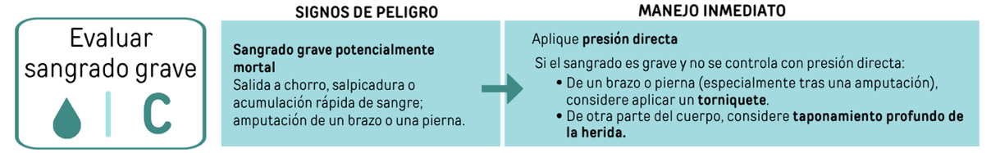 Evaluar
sangrado grave
C
SIGNOS DE PELIGRO
Sangrado grave potencialmente
mortal
Salida a chorro, salpicadura o
acumulación rápida de sangre;
amputación de un brazo o una pierna.
MANEJO INMEDIATO
Aplique presión directa
Si el sangrado es grave y no se controla con presión directa:
• De un brazo o pierna (especialmente tras una amputación),
considere aplicar un torniquete.
• De otra parte del cuerpo, considere taponamiento profundo de
la herida.